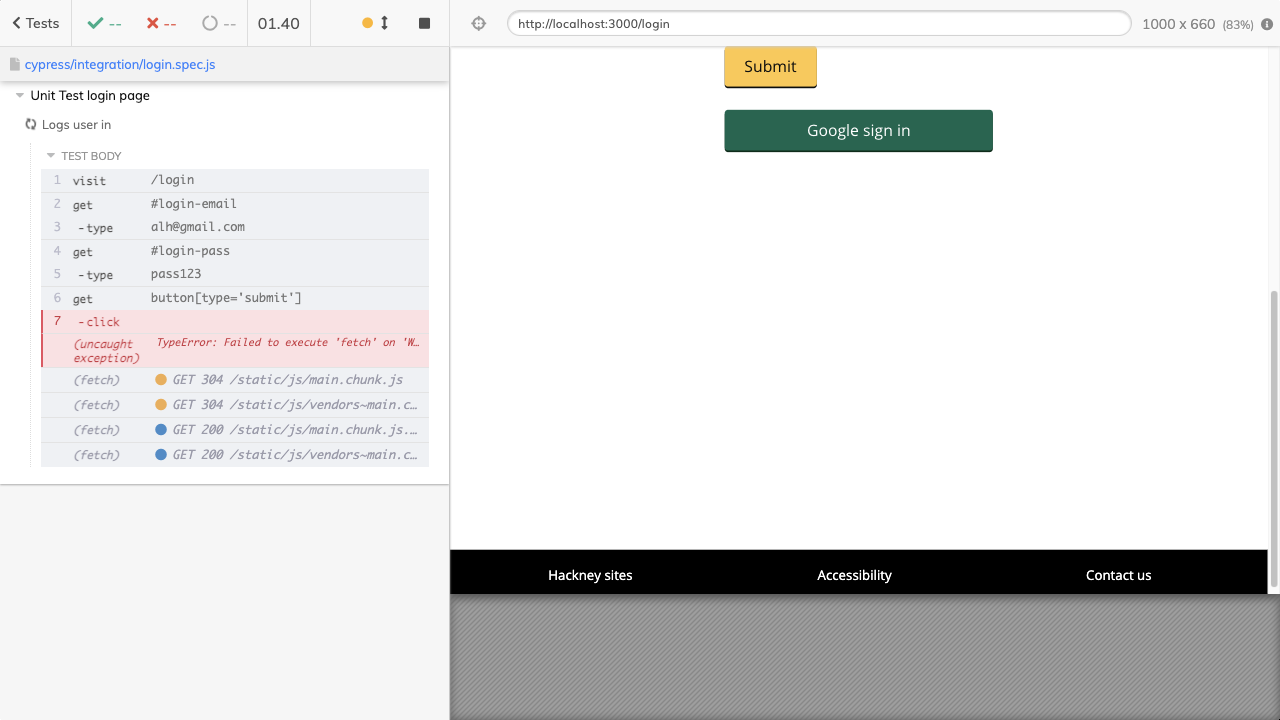 Tests -- -- -- 01.40
http://localhost:3000/login 1000 x 660 (83%)
cypress/integration/login.spec.js
Unit Test login page
Logs user in
TEST BODY
1 visit /login
2 get #login-email
3 -type alh@gmail.com
4 get #login-pass
5 -type pass123
6 get button[type='submit']
7 -click
(uncaught exception) TypeError: Failed to execute 'fetch' on 'W…
(fetch) GET 304 /static/js/main.chunk.js
(fetch) GET 304 /static/js/vendors~main.c…
(fetch) GET 200 /static/js/main.chunk.js.…
(fetch) GET 200 /static/js/vendors~main.c…
Submit
Google sign in
Hackney sites Accessibility Contact us